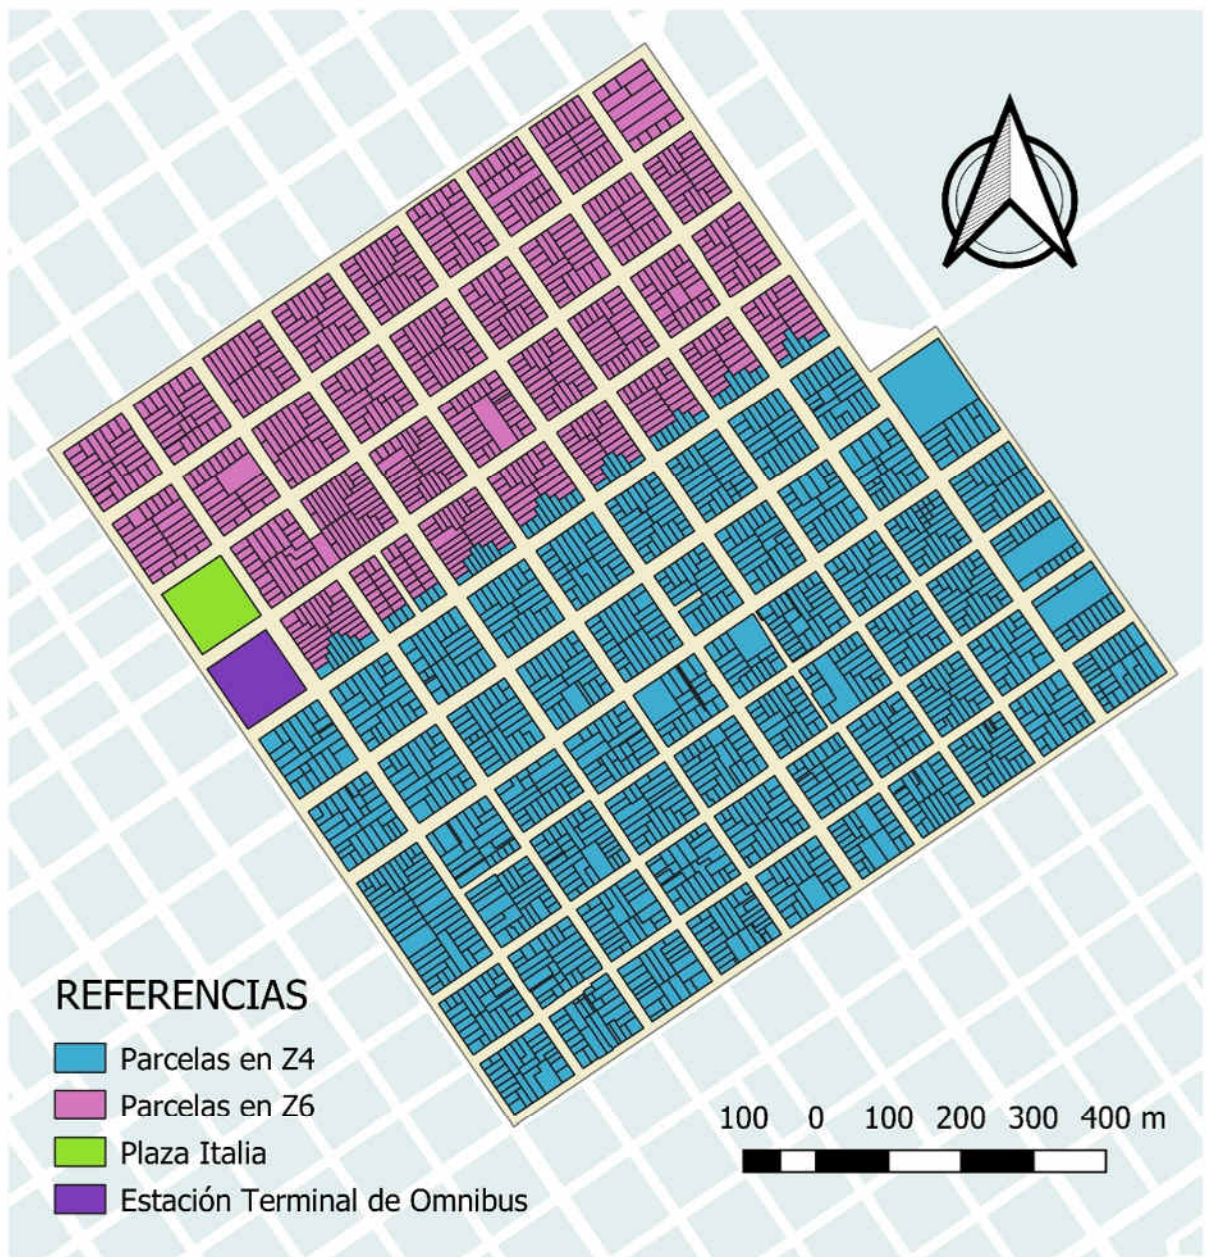 REFERENCIAS
Parcelas en Z4
Parcelas en Z6
Plaza Italia
Estación Terminal de Omnibus
100 0 100 200 300 400 m